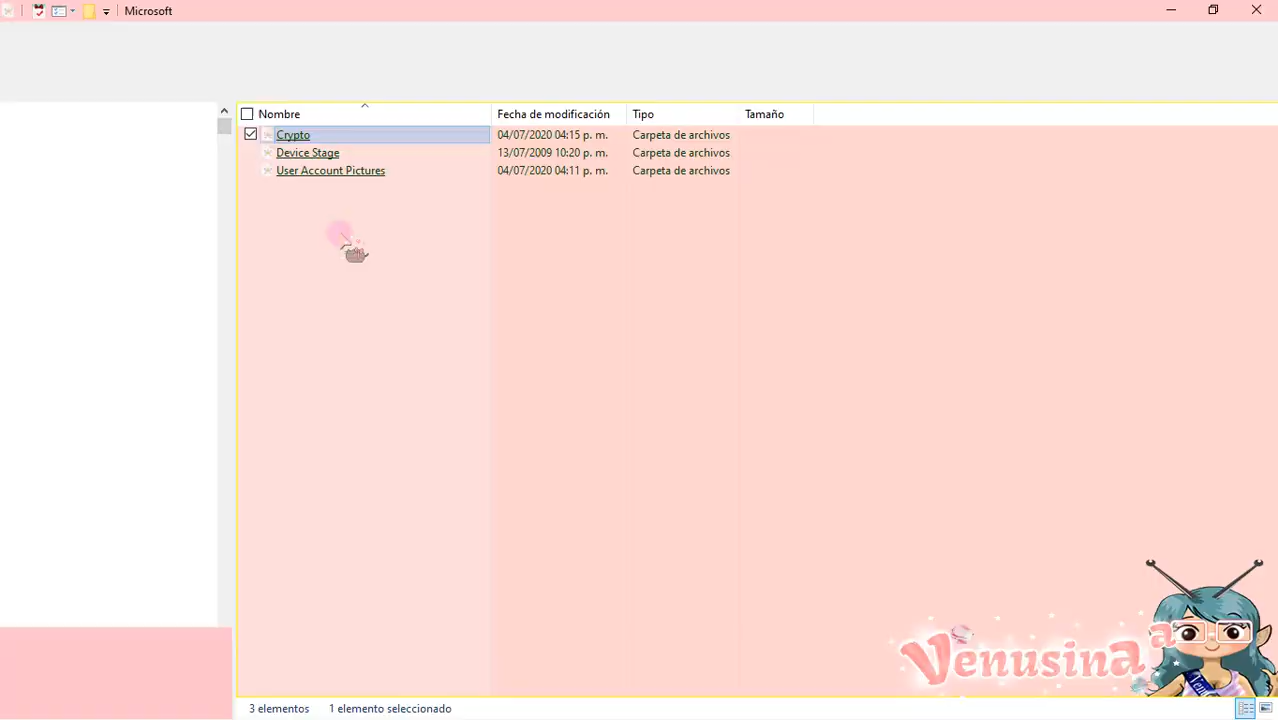 Microsoft
Nombre Fecha de modificación Tipo Tamaño
Crypto 04/07/2020 04:15 p. m. Carpeta de archivos
Device Stage 13/07/2009 10:20 p. m. Carpeta de archivos
User Account Pictures 04/07/2020 04:11 p. m. Carpeta de archivos
Venusina a
3 elementos 1 elemento seleccionado